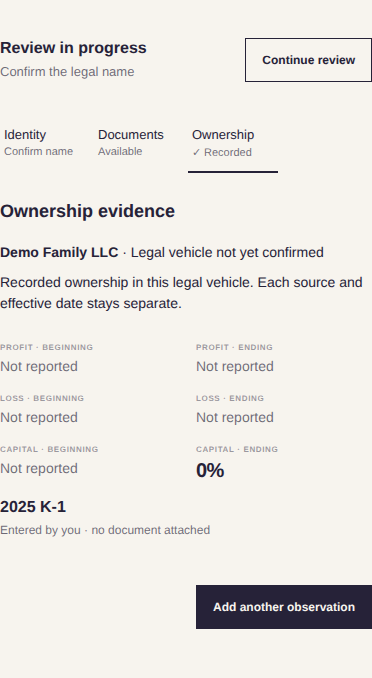 Review in progress
Confirm the legal name
Continue review
Identity
Confirm name
Documents
Available
Ownership
✓ Recorded
Ownership evidence
Demo Family LLC · Legal vehicle not yet confirmed
Recorded ownership in this legal vehicle. Each source and
effective date stays separate.
PROFIT · BEGINNING
Not reported
PROFIT · ENDING
Not reported
LOSS · BEGINNING
Not reported
LOSS · ENDING
Not reported
CAPITAL · BEGINNING
Not reported
CAPITAL · ENDING
0%
2025 K-1
Entered by you · no document attached
Add another observation